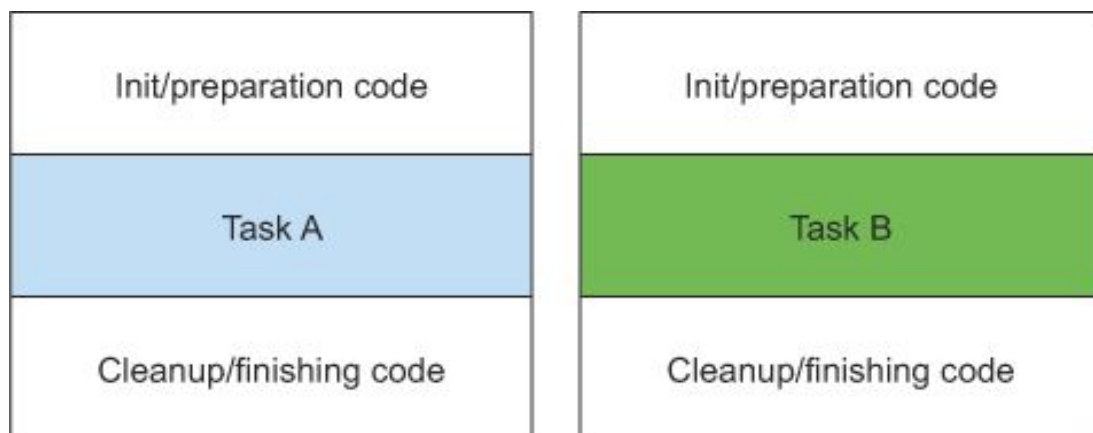 Init/preparation code
Task A
Cleanup/finishing code
Init/preparation code
Task B
Cleanup/finishing code